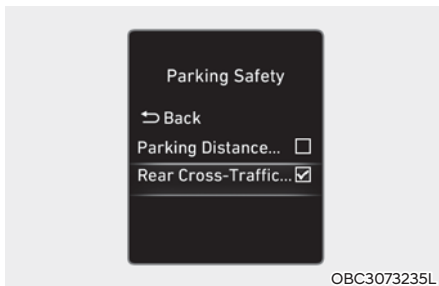 Parking Safety
Back
Parking Distance...
Rear Cross-Traffic...
OBC3073235L